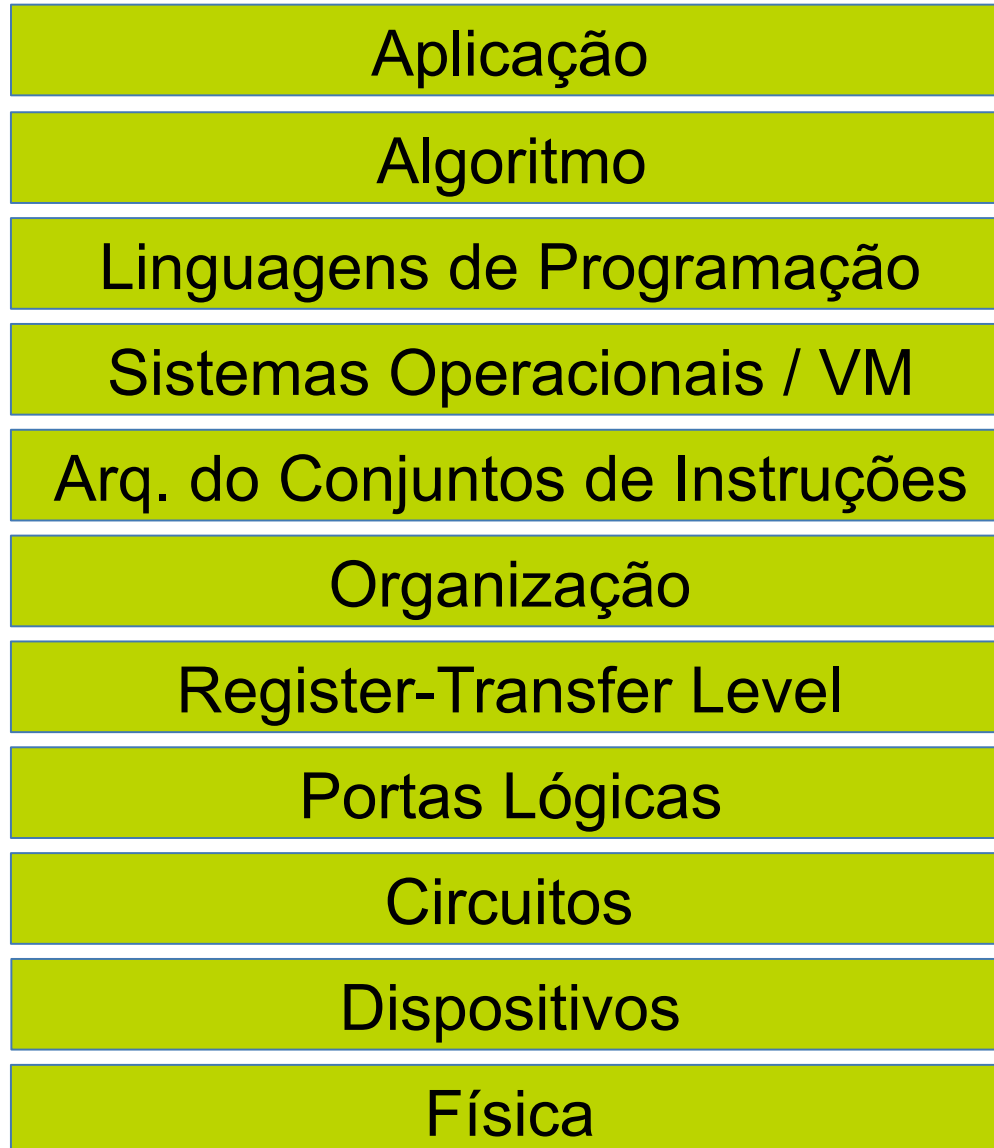 Aplicação
Algoritmo
Linguagens de Programação
Sistemas Operacionais / VM
Arq. do Conjuntos de Instruções
Organização
Register-Transfer Level
Portas Lógicas
Circuitos
Dispositivos
Física